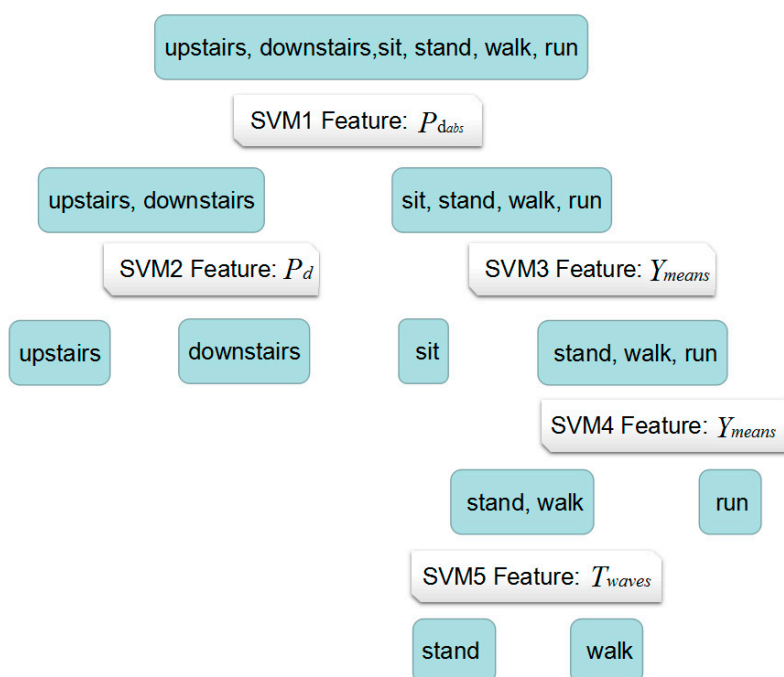 upstairs, downstairs,sit, stand, walk, run
SVM1 Feature: Pdabs
upstairs, downstairs
sit, stand, walk, run
SVM2 Feature: Pd
SVM3 Feature: Ymeans
upstairs
downstairs
sit
stand, walk, run
SVM4 Feature: Ymeans
stand, walk
run
SVM5 Feature: Twaves
stand
walk